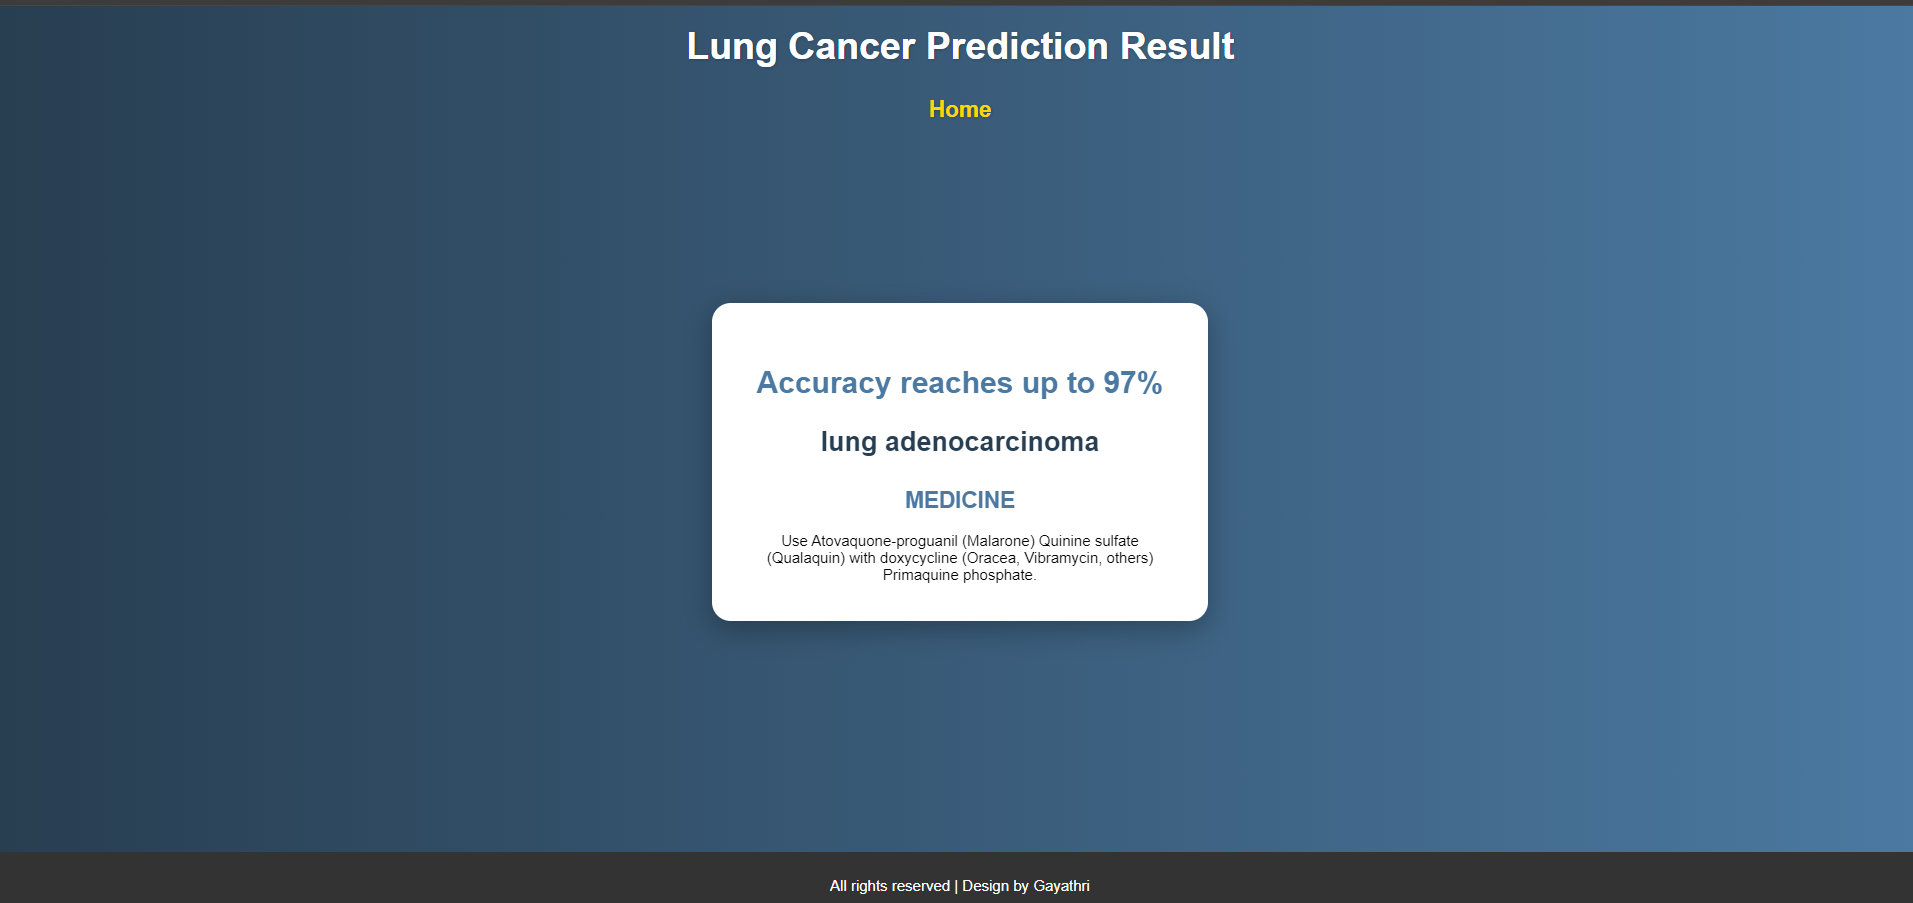 Lung Cancer Prediction Result
Home
Accuracy reaches up to 97%
lung adenocarcinoma
MEDICINE
Use Atovaquone-proguanil (Malarone) Quinine sulfate
(Qualaquin) with doxycycline (Oracea, Vibramycin, others)
Primaquine phosphate.
All rights reserved | Design by Gayathri